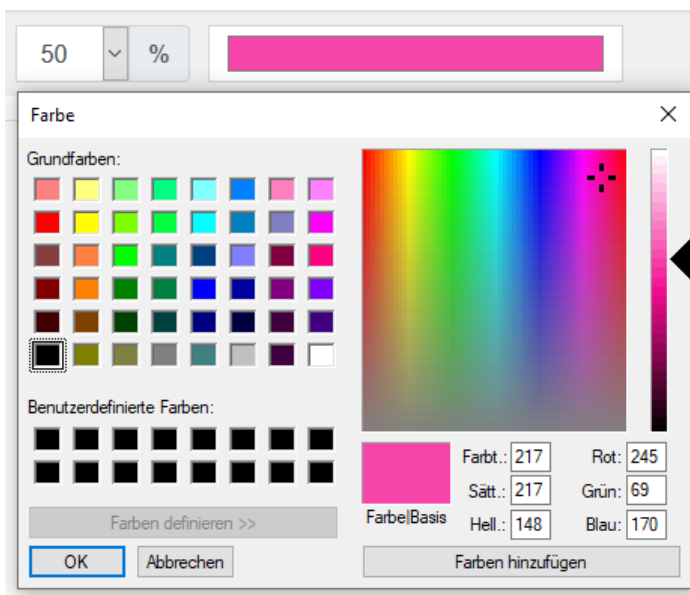 50 %
Farbe
Grundfarben:
Benutzerdefinierte Farben:
Farben definieren >>
OK Abbrechen
Farbe|Basis
Farbt.: 217 Rot: 245
Sätt.: 217 Grün: 69
Hell.: 148 Blau: 170
Farben hinzufügen